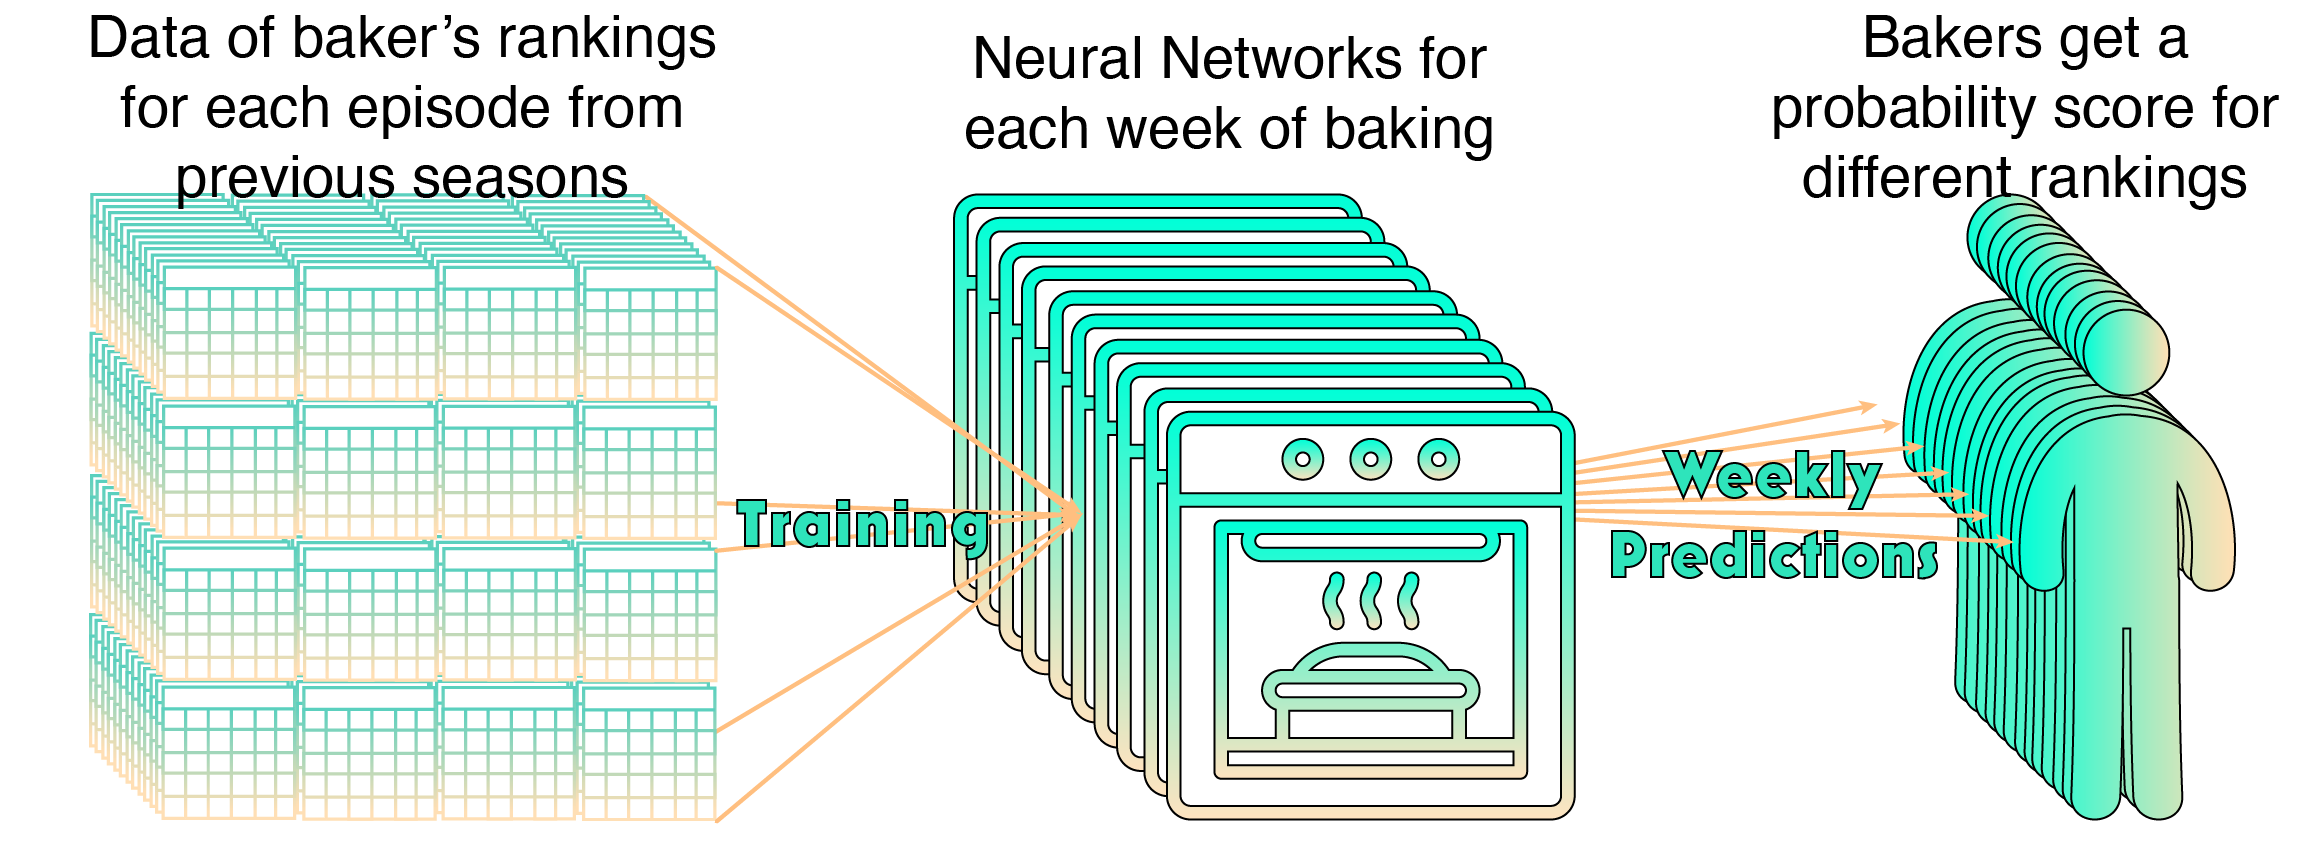 Data of baker’s rankings
for each episode from
previous seasons
Neural Networks for
each week of baking
Bakers get a
probability score for
different rankings
Training
Weekly
Predictions